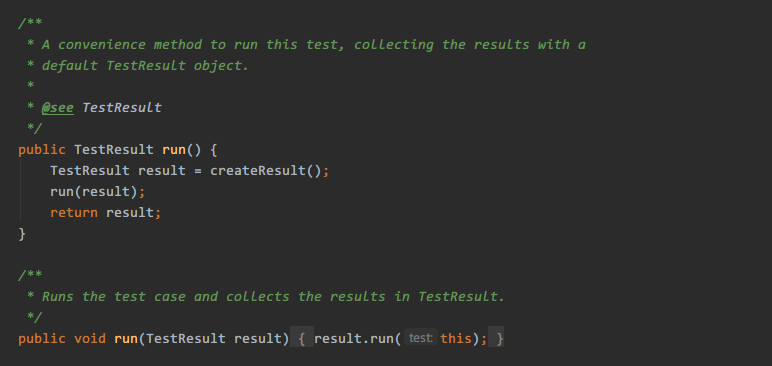 /**
 * A convenience method to run this test, collecting the results with a
 * default TestResult object.
 *
 * @see TestResult
 */
public TestResult run() {
    TestResult result = createResult();
    run(result);
    return result;
}
/**
 * Runs the test case and collects the results in TestResult.
 */
public void run(TestResult result) { result.run( test: this); }